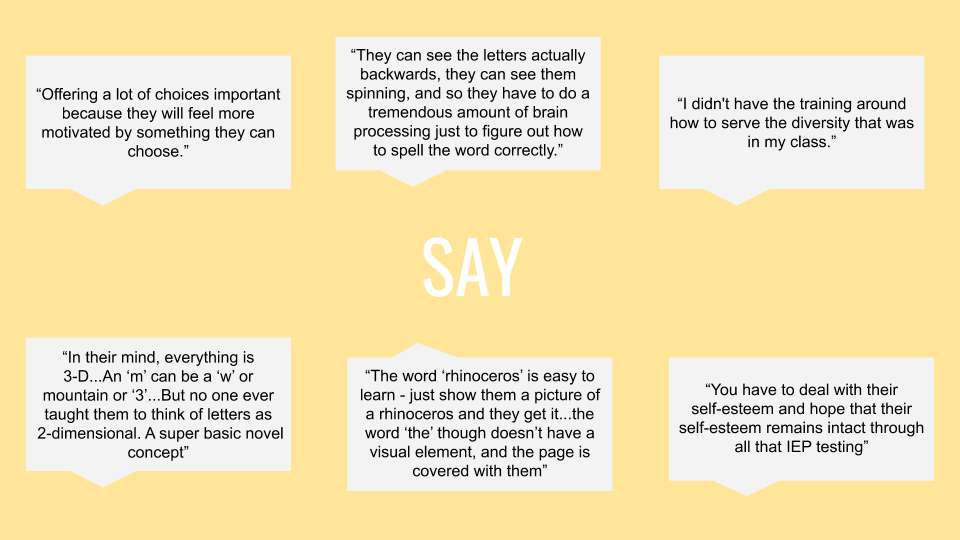 “Offering a lot of choices important
because they will feel more
motivated by something they can
choose.”
“They can see the letters actually
backwards, they can see them
spinning, and so they have to do a
tremendous amount of brain
processing just to figure out how
to spell the word correctly.”
“I didn't have the training around
how to serve the diversity that was
in my class.”
SAY
“In their mind, everything is
3-D...An ‘m’ can be a ‘w’ or
mountain or ‘3’...But no one ever
taught them to think of letters as
2-dimensional. A super basic novel
concept”
“The word ‘rhinoceros’ is easy to
learn - just show them a picture of
a rhinoceros and they get it...the
word ‘the’ though doesn’t have a
visual element, and the page is
covered with them”
“You have to deal with their
self-esteem and hope that their
self-esteem remains intact through
all that IEP testing”